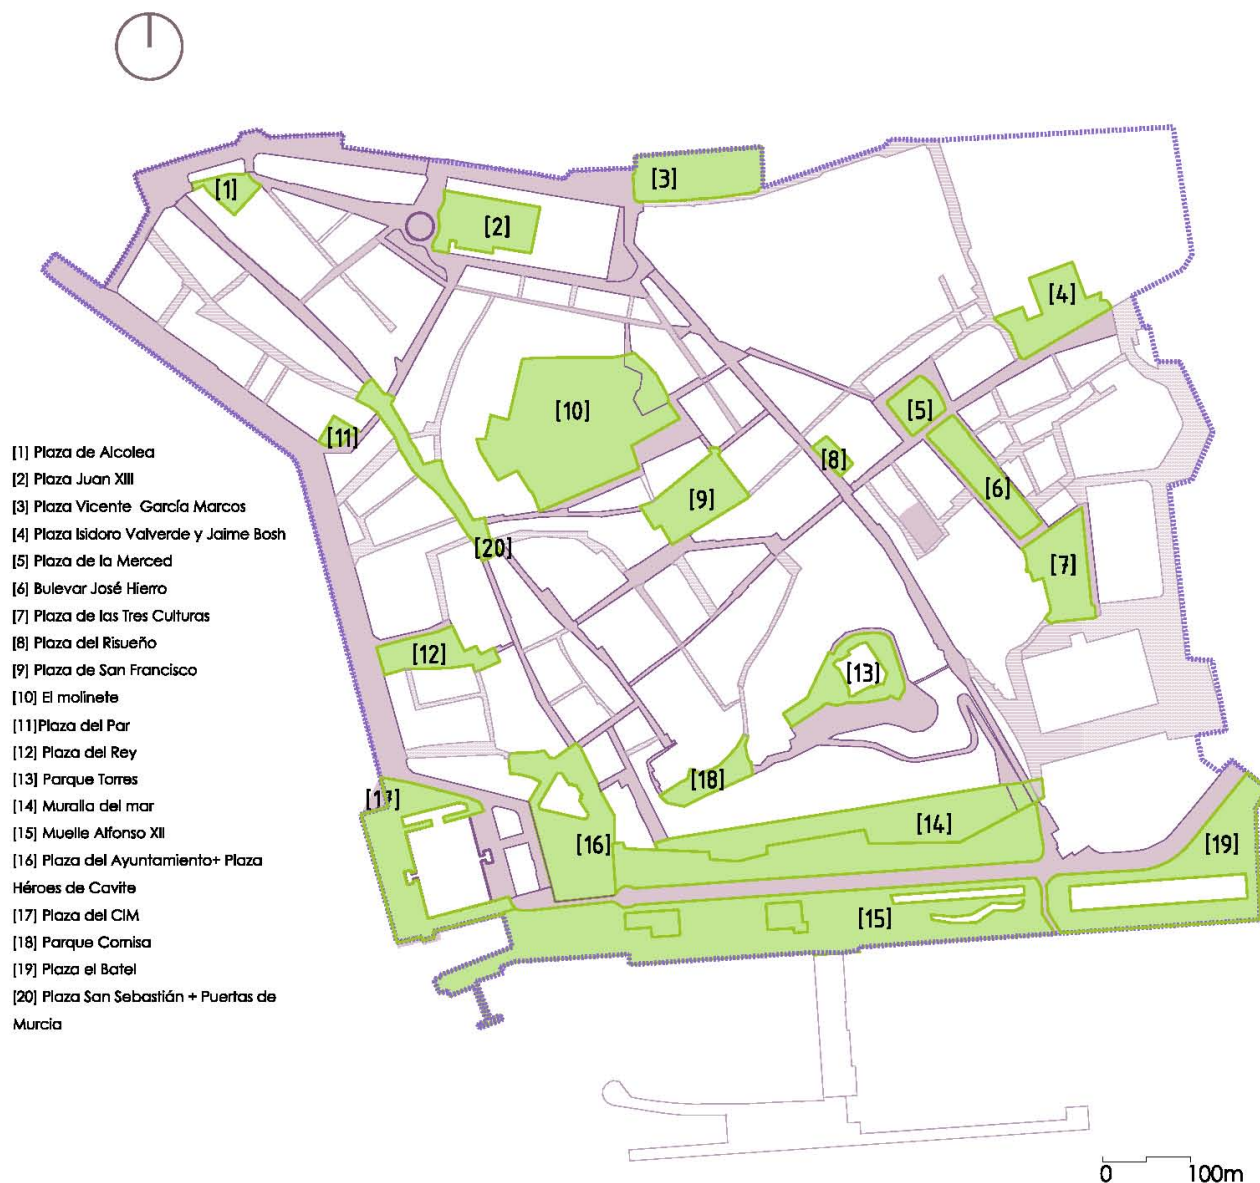 [1] Plaza de Alcolea
[2] Plaza Juan XIII
[3] Plaza Vicente García Marcos
[4] Plaza Isidoro Valverde y Jaime Bosh
[5] Plaza de la Merced
[6] Bulevar José Hierro
[7] Plaza de las Tres Culturas
[8] Plaza del Risueño
[9] Plaza de San Francisco
[10] El molinete
[11]Plaza del Par
[12] Plaza del Rey
[13] Parque Torres
[14] Muralla del mar
[15] Muelle Alfonso XII
[16] Plaza del Ayuntamiento+ Plaza
Héroes de Cavite
[17] Plaza del CIM
[18] Parque Cornisa
[19] Plaza el Batel
[20] Plaza San Sebastián + Puertas de
Murcia
[1]
[2]
[3]
[4]
[5]
[6]
[7]
[8]
[9]
[10]
[11]
[12]
[13]
[14]
[15]
[16]
[17]
[18]
[19]
[20]
0 100m